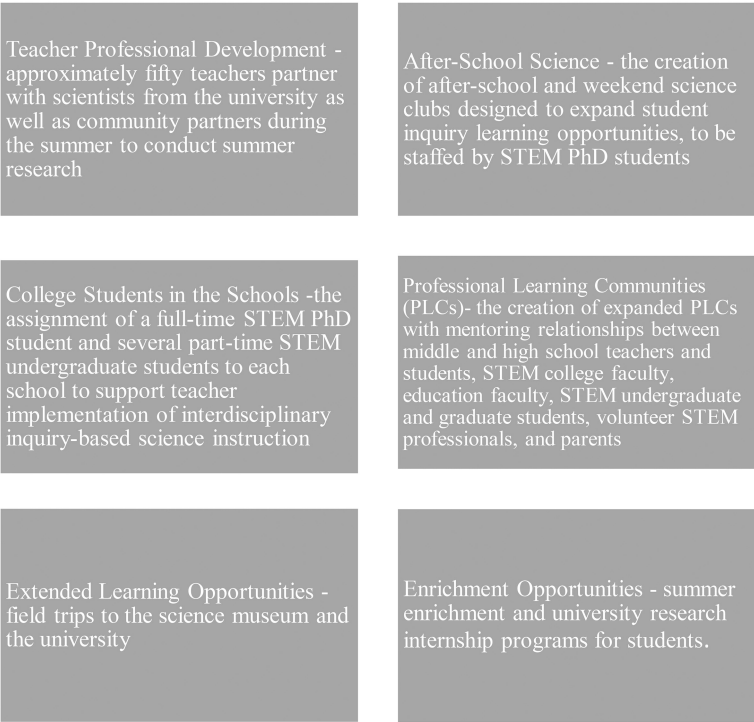 Teacher Professional Development -
approximately fifty teachers partner
with scientists from the university as
well as community partners during
the summer to conduct summer
research
After-School Science - the creation
of after-school and weekend science
clubs designed to expand student
inquiry learning opportunities, to be
staffed by STEM PhD students
College Students in the Schools -the
assignment of a full-time STEM PhD
student and several part-time STEM
undergraduate students to each
school to support teacher
implementation of interdisciplinary
inquiry-based science instruction
Professional Learning Communities
(PLCs)- the creation of expanded PLCs
with mentoring relationships between
middle and high school teachers and
students, STEM college faculty,
education faculty, STEM undergraduate
and graduate students, volunteer STEM
professionals, and parents
Extended Learning Opportunities -
field trips to the science museum and
the university
Enrichment Opportunities - summer
enrichment and university research
internship programs for students.